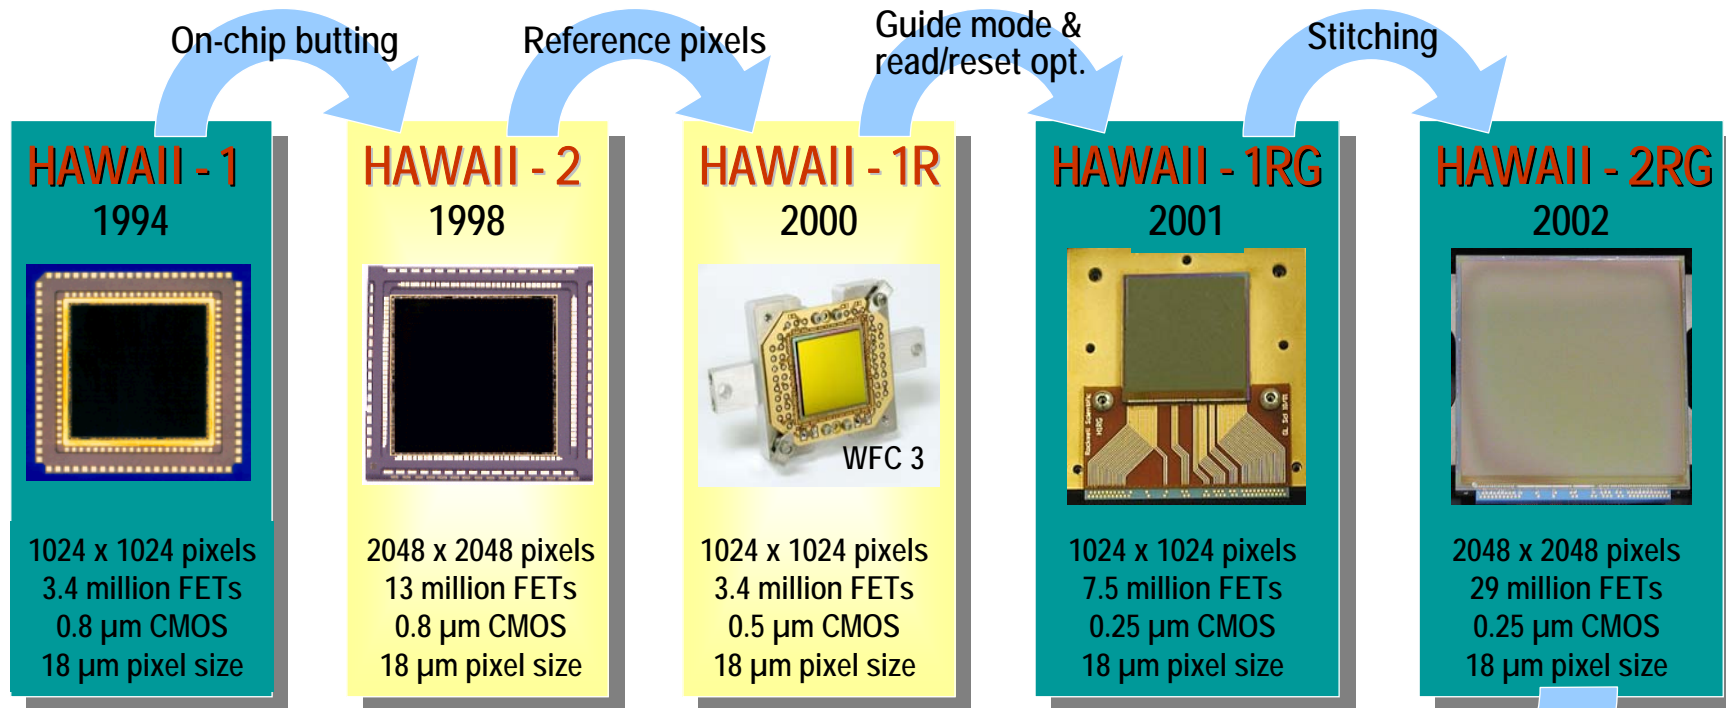 On-chip butting
Reference pixels
Guide mode &
read/reset opt.
Stitching
HAWAII - 1
1994
1024 x 1024 pixels
3.4 million FETs
0.8 µm CMOS
18 µm pixel size
HAWAII - 2
1998
2048 x 2048 pixels
13 million FETs
0.8 µm CMOS
18 µm pixel size
HAWAII - 1R
2000
WFC 3
1024 x 1024 pixels
3.4 million FETs
0.5 µm CMOS
18 µm pixel size
HAWAII - 1RG
2001
Rockwell Scientific
H1RG
1024 x 1024 pixels
7.5 million FETs
0.25 µm CMOS
18 µm pixel size
HAWAII - 2RG
2002
2048 x 2048 pixels
29 million FETs
0.25 µm CMOS
18 µm pixel size